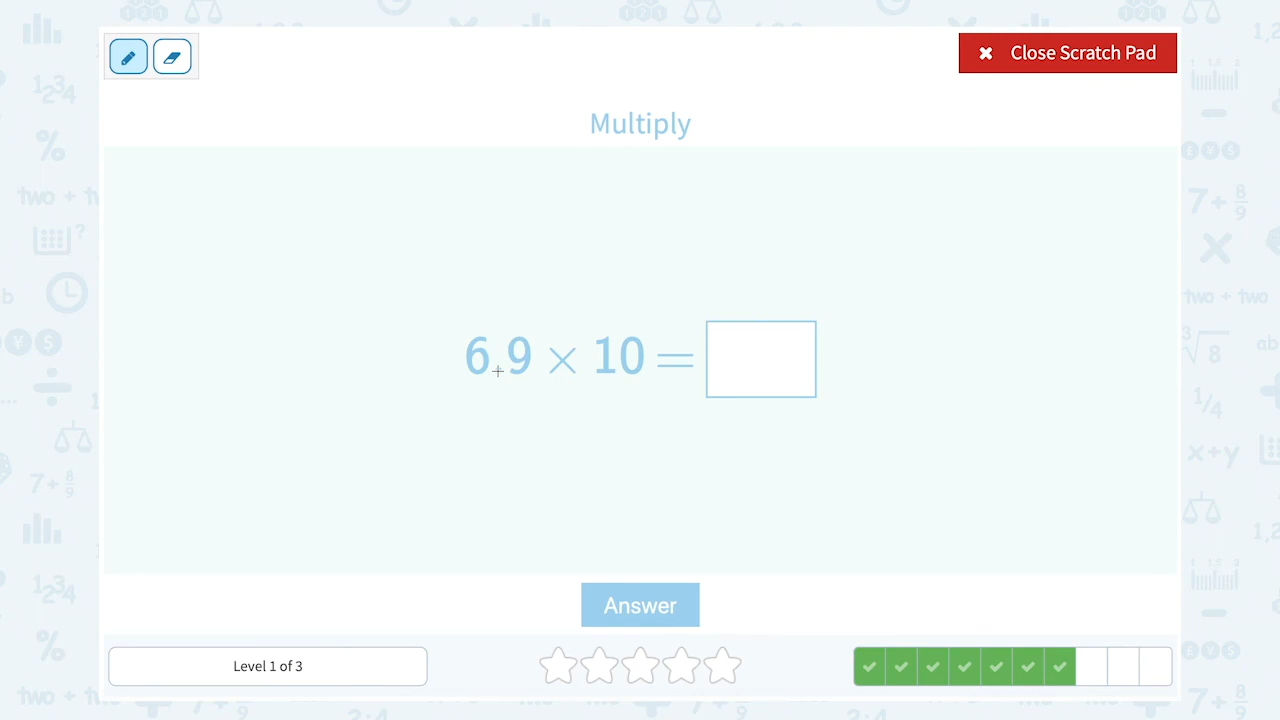 Close Scratch Pad
Multiply
6.9 × 10 =
Answer
Level 1 of 3